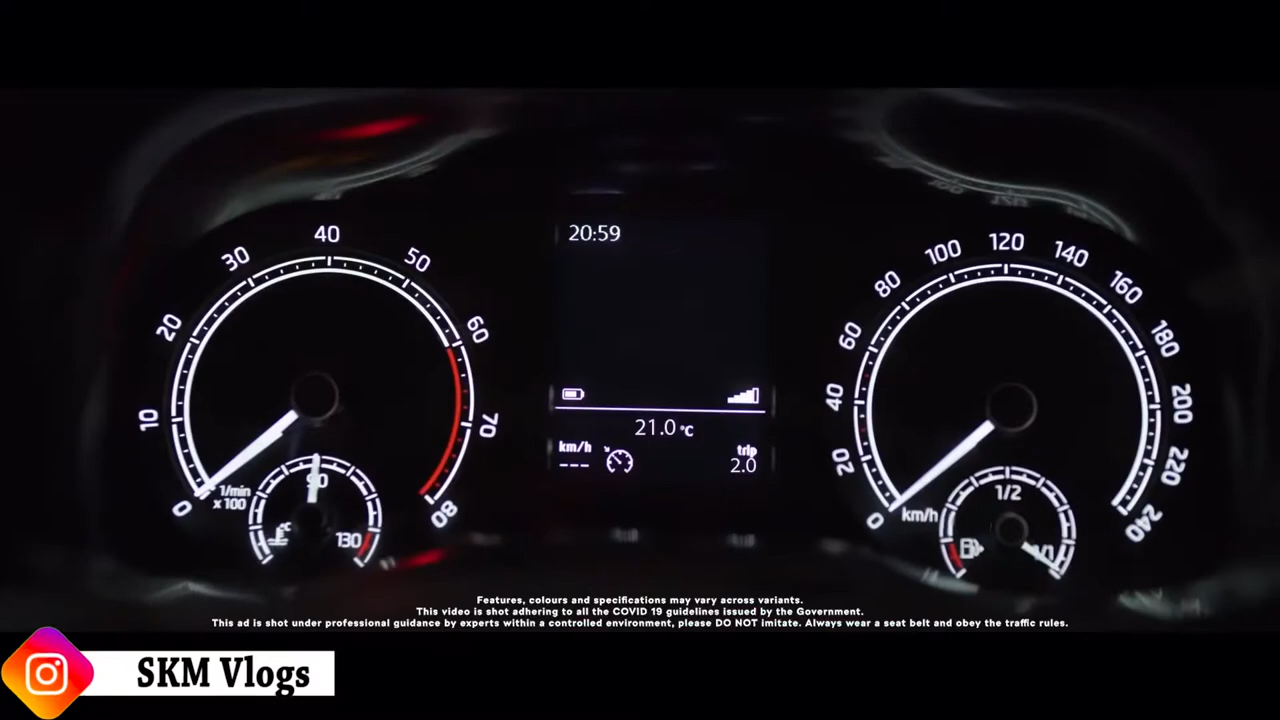 40
30
50
20
60
10
70
0
80
1/min
x 100
90
°C
130
20:59
21.0 °C
km/h
---
trip
2.0
120
100
140
80
160
60
180
40
200
20
220
0
240
km/h
1/2
1/1
Features, colours and specifications may vary across variants.
This video is shot adhering to all the COVID 19 guidelines issued by the Government.
This ad is shot under professional guidance by experts within a controlled environment, please DO NOT imitate. Always wear a seat belt and obey the traffic rules.
SKM Vlogs